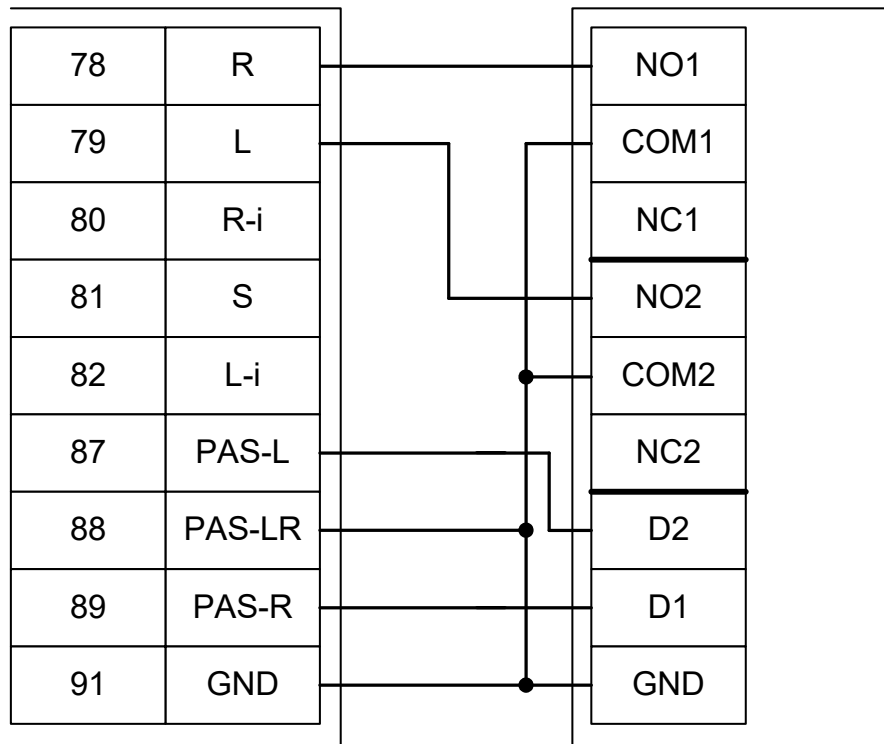 78 R NO1
79 L COM1
80 R-i NC1
81 S NO2
82 L-i COM2
87 PAS-L NC2
88 PAS-LR D2
89 PAS-R D1
91 GND GND